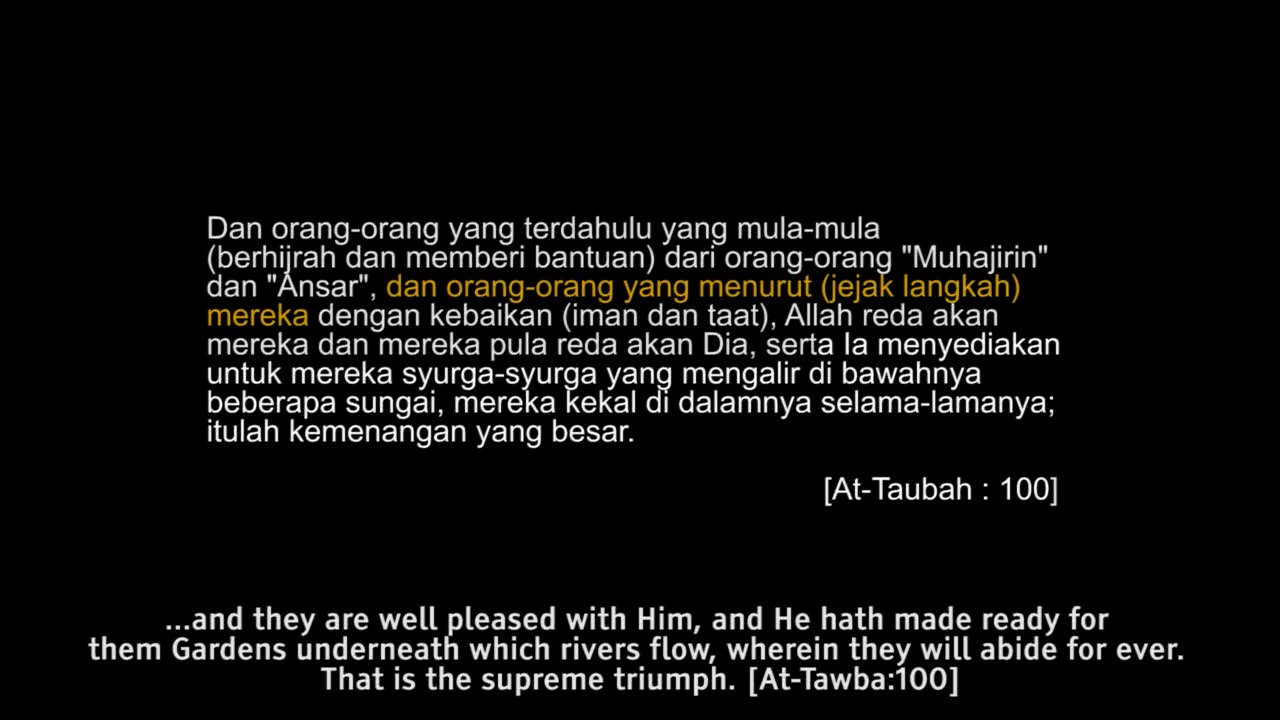 Dan orang-orang yang terdahulu yang mula-mula
(berhijrah dan memberi bantuan) dari orang-orang "Muhajirin"
dan "Ansar", dan orang-orang yang menurut (jejak langkah)
mereka dengan kebaikan (iman dan taat), Allah reda akan
mereka dan mereka pula reda akan Dia, serta Ia menyediakan
untuk mereka syurga-syurga yang mengalir di bawahnya
beberapa sungai, mereka kekal di dalamnya selama-lamanya;
itulah kemenangan yang besar.
[At-Taubah : 100]
...and they are well pleased with Him, and He hath made ready for
them Gardens underneath which rivers flow, wherein they will abide for ever.
That is the supreme triumph. [At-Tawba:100]